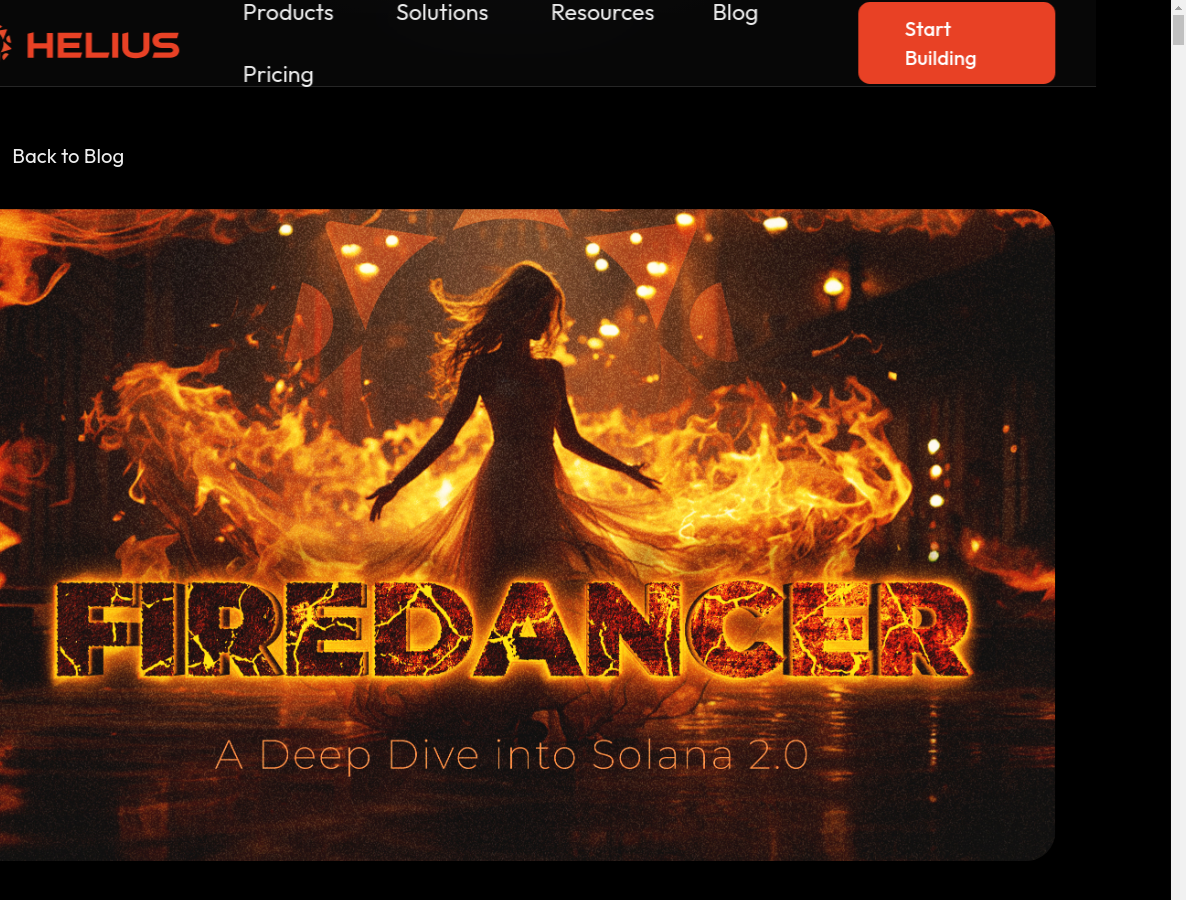 HELIUS
Products Solutions Resources Blog
Pricing
Start
Building
Back to Blog
FIREDANCER
A Deep Dive into Solana 2.0